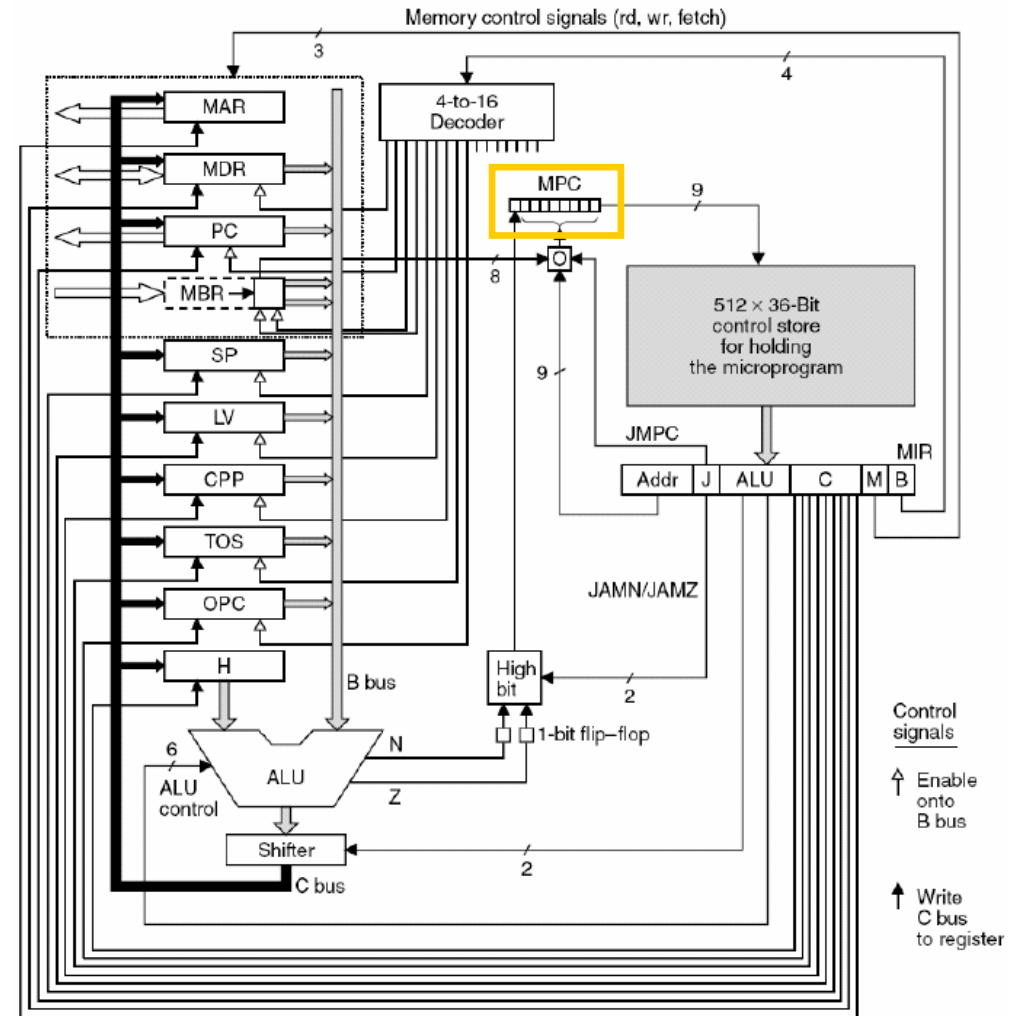 Memory control signals (rd, wr, fetch)
3
4
MAR
4-to-16
Decoder
MDR
MPC
9
PC
O
8
MBR
512 × 36-Bit
control store
for holding
the microprogram
SP
9
LV
JMPC
MIR
CPP
Addr
J
ALU
C
M
B
TOS
JAMN/JAMZ
OPC
H
B bus
High
bit
2
Control
signals
N
1-bit flip–flop
6
ALU
control
ALU
Z
Enable
onto
B bus
Shifter
2
C bus
Write
C bus
to register